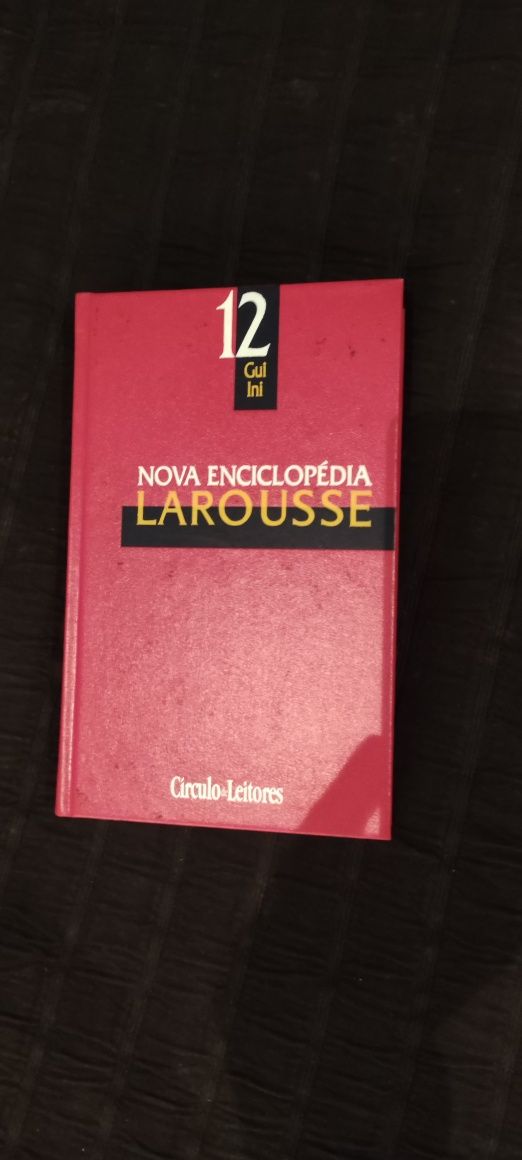 12
Gui
Ini
NOVA ENCICLOPÉDIA
LAROUSSE
Círculo de Leitores